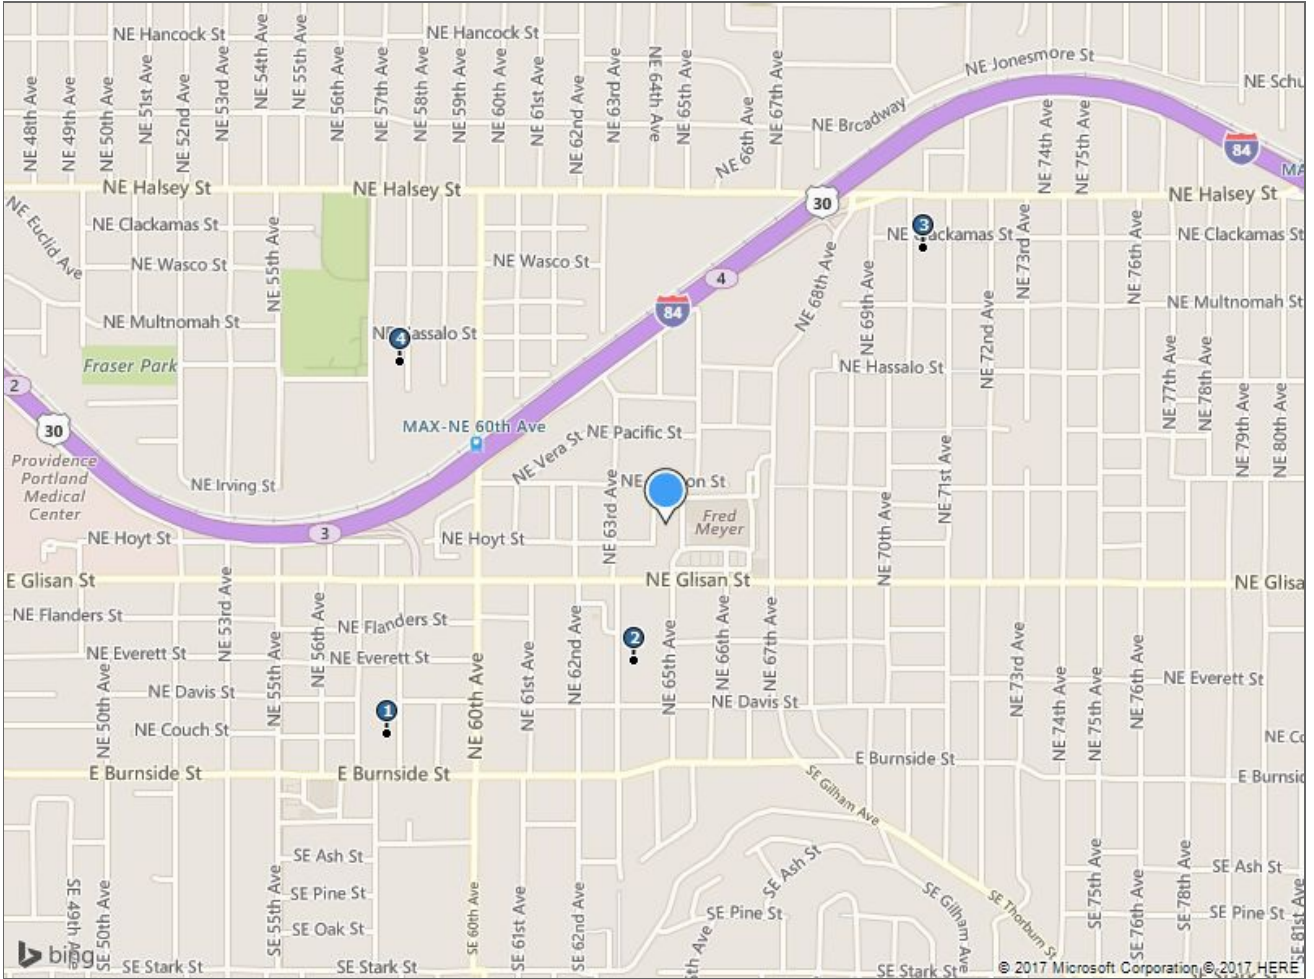 NE Hancock St
NE Hancock St
NE Jonesmore St
NE Schu
NE 48th Ave
NE 49th Ave
NE 50th Ave
NE 51st Ave
NE 52nd Ave
NE 53rd Ave
NE 54th Ave
NE 55th Ave
NE 56th Ave
NE 57th Ave
NE 58th Ave
NE 59th Ave
NE 60th Ave
NE 61st Ave
NE 62nd Ave
NE 63rd Ave
NE 64th Ave
NE 65th Ave
NE 66th Ave
NE 67th Ave
NE Broadway
NE 74th Ave
NE 75th Ave
84
MA
NE Halsey St
NE Halsey St
NE Halsey St
30
NE Euclid Ave
NE Clackamas St
3
NE Clackamas St
NE Clackamas St
NE 55th Ave
NE Wasco St
NE Wasco St
4
NE 68th Ave
NE 69th Ave
NE 73rd Ave
NE 76th Ave
NE Multnomah St
NE Multnomah St
84
4
NE Hassalo St
NE Hassalo St
NE 72nd Ave
Fraser Park
2
30
NE 77th Ave
NE 78th Ave
NE 79th Ave
NE 80th Ave
MAX-NE 60th Ave
NE Vera St
NE Pacific St
Providence
Portland
Medical
Center
NE Irving St
NE on St
NE 63rd Ave
Fred
Meyer
NE 70th Ave
NE 71st Ave
3
NE Hoyt St
NE Hoyt St
E Glisan St
NE Glisan St
NE Glisa
NE Flanders St
NE Flanders St
NE 53rd Ave
NE 56th Ave
2
NE Everett St
NE Everett St
NE Everett St
NE 50th Ave
NE 55th Ave
NE 60th Ave
NE 61st Ave
NE 62nd Ave
NE 65th Ave
NE 66th Ave
NE 67th Ave
NE 73rd Ave
NE 74th Ave
NE 75th Ave
NE 76th Ave
NE Davis St
NE Davis St
1
NE Couch St
NE Co
E Burnside St
E Burnside St
E Burnside St
E Burnsid
SE Gilham Ave
SE Ash St
SE Ash St
SE Ash St
SE Pine St
SE Pine St
SE Pine St
SE Oak St
SE 49th Ave
SE 50th Ave
SE 55th Ave
SE 60th Ave
SE 61st Ave
SE 62nd Ave
5th Ave
SE Gilham Ave
SE Thorburn St
SE 75th Ave
SE 76th Ave
SE 78th Ave
SE 81st Ave
bing
SE Stark St
SE Stark St
© 2017 Microsoft Corporation © 2017 HERE